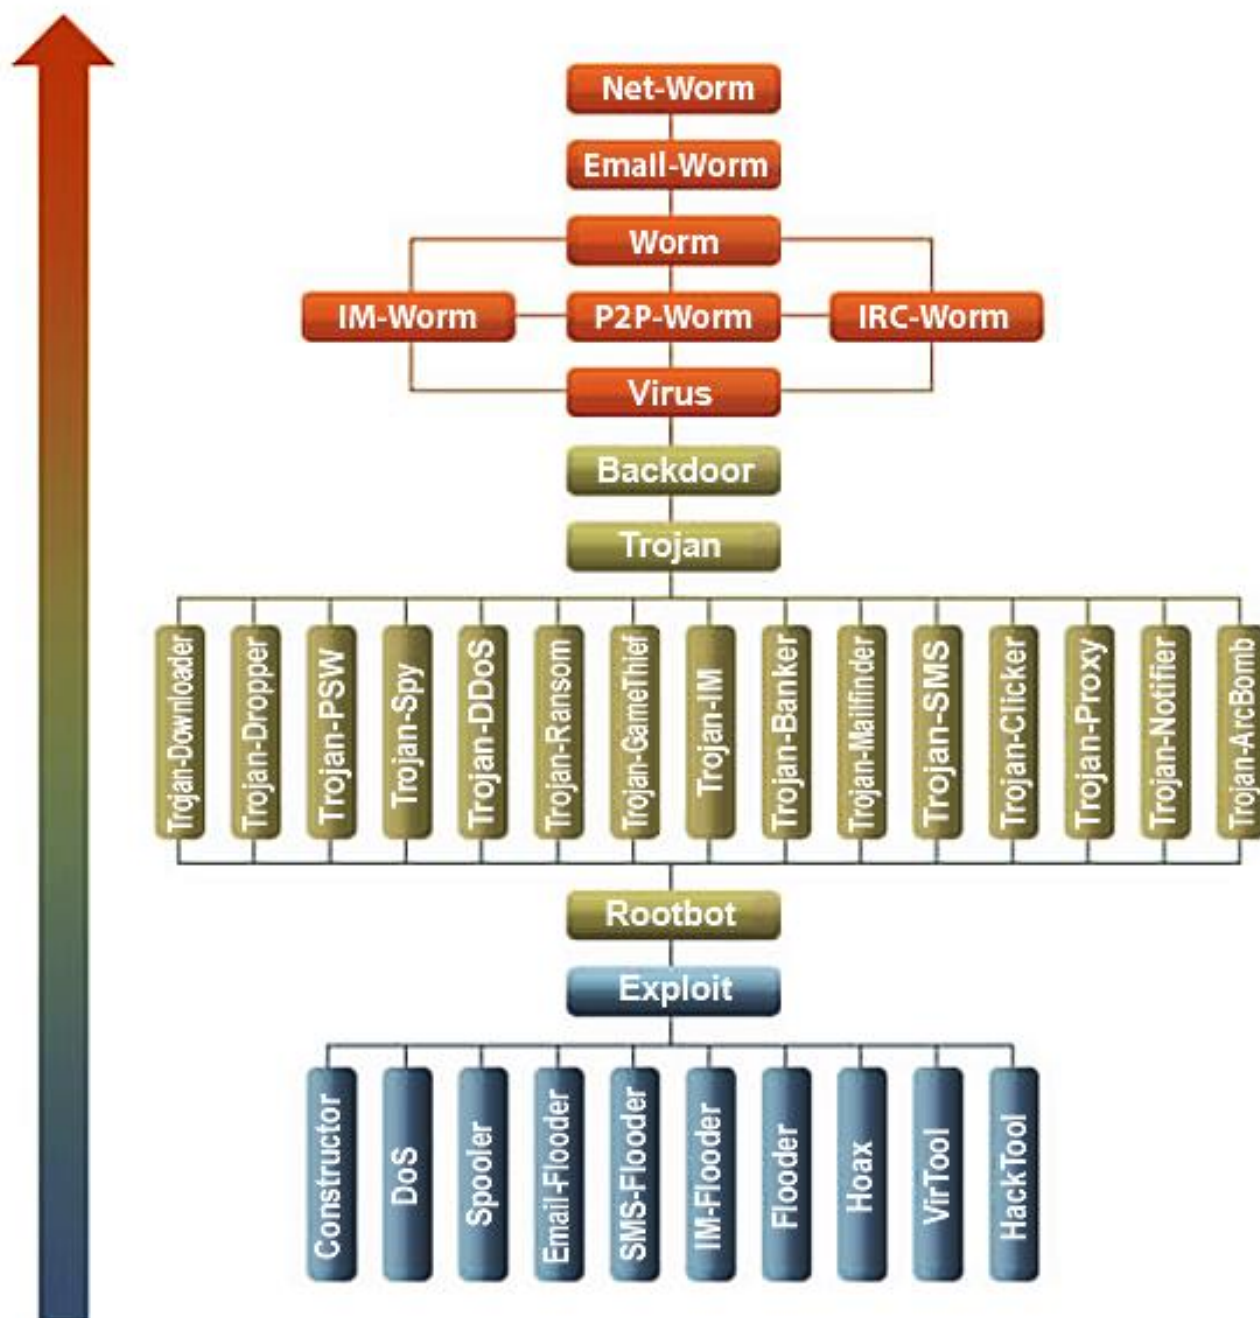 Net-Worm
Email-Worm
Worm
IM-Worm
P2P-Worm
IRC-Worm
Virus
Backdoor
Trojan
Trojan-Downloader
Trojan-Dropper
Trojan-PSW
Trojan-Spy
Trojan-DDoS
Trojan-Ransom
Trojan-GameThief
Trojan-IM
Trojan-Banker
Trojan-Mailfinder
Trojan-SMS
Trojan-Clicker
Trojan-Proxy
Trojan-Notifier
Trojan-ArcBomb
Rootbot
Exploit
Constructor
DoS
Spooler
Email-Flooder
SMS-Flooder
IM-Flooder
Flooder
Hoax
VirTool
HackTool